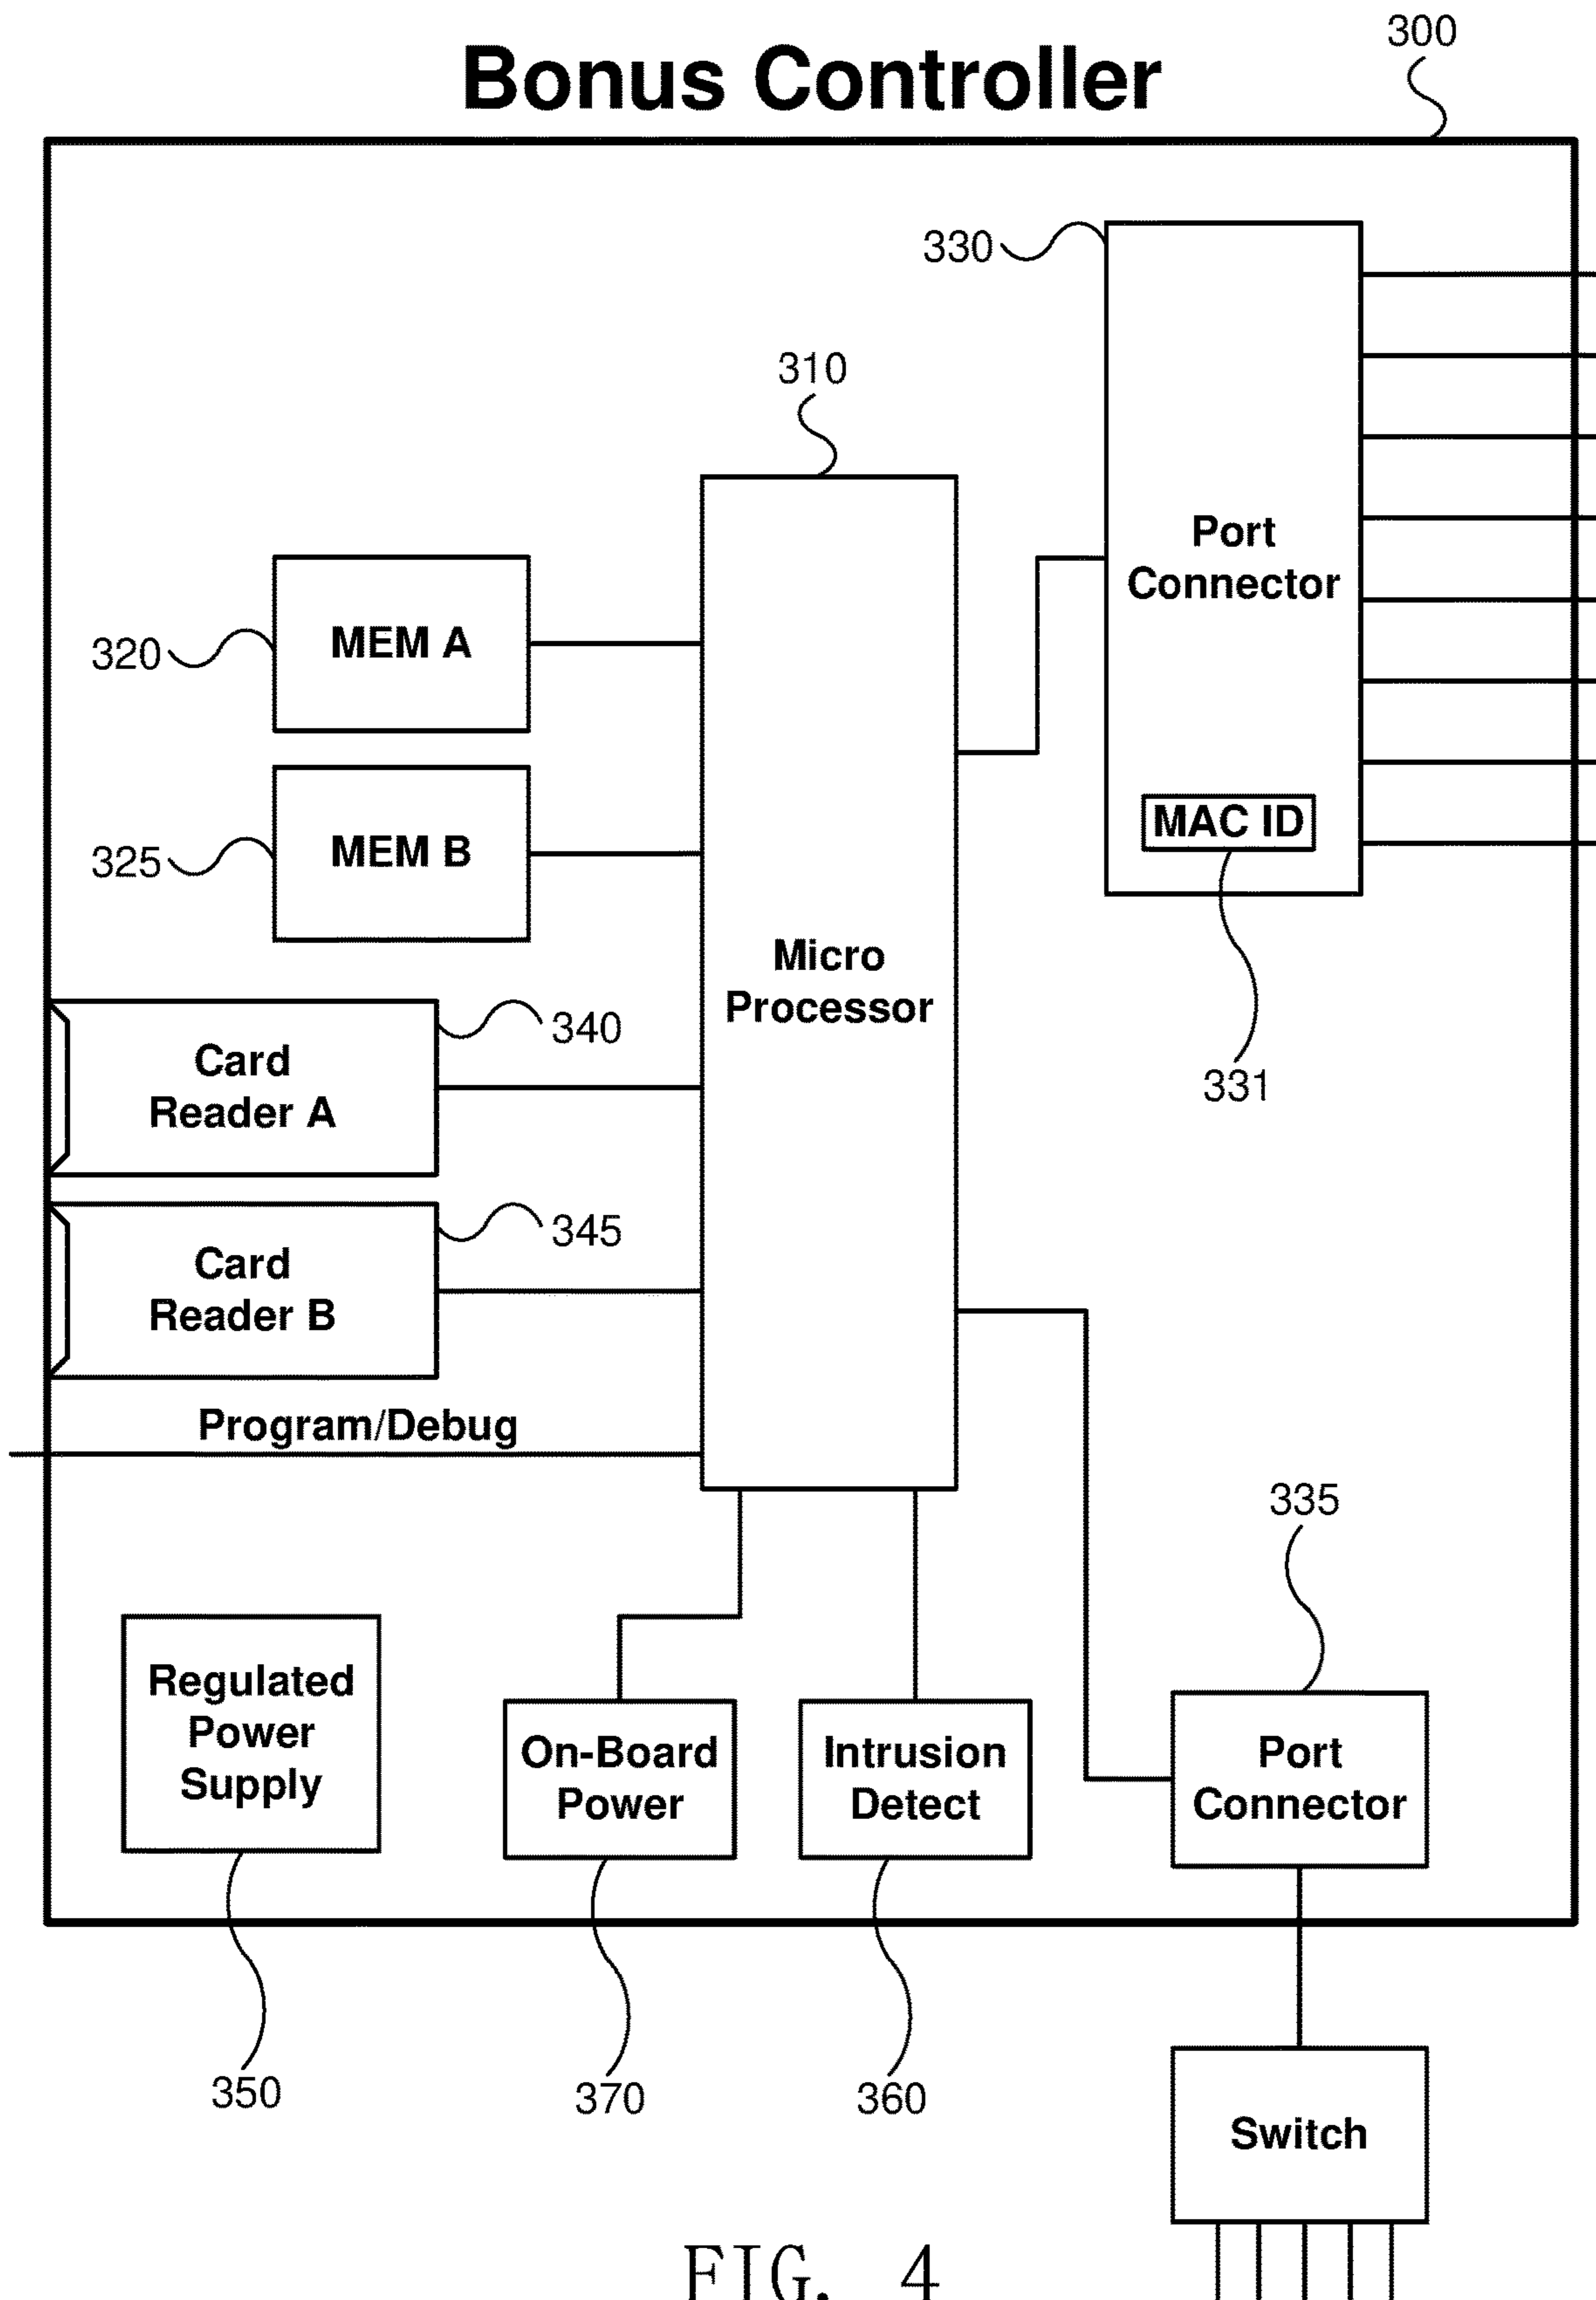 Bonus Controller
300
330
310
Port
Connector
MEM A
320
MAC ID
MEM B
325
Micro
Processor
340
Card
Reader A
331
345
Card
Reader B
Program/Debug
335
Regulated
Power
Supply
On-Board
Power
Intrusion
Detect
Port
Connector
350
370
360
Switch
FIG. 4